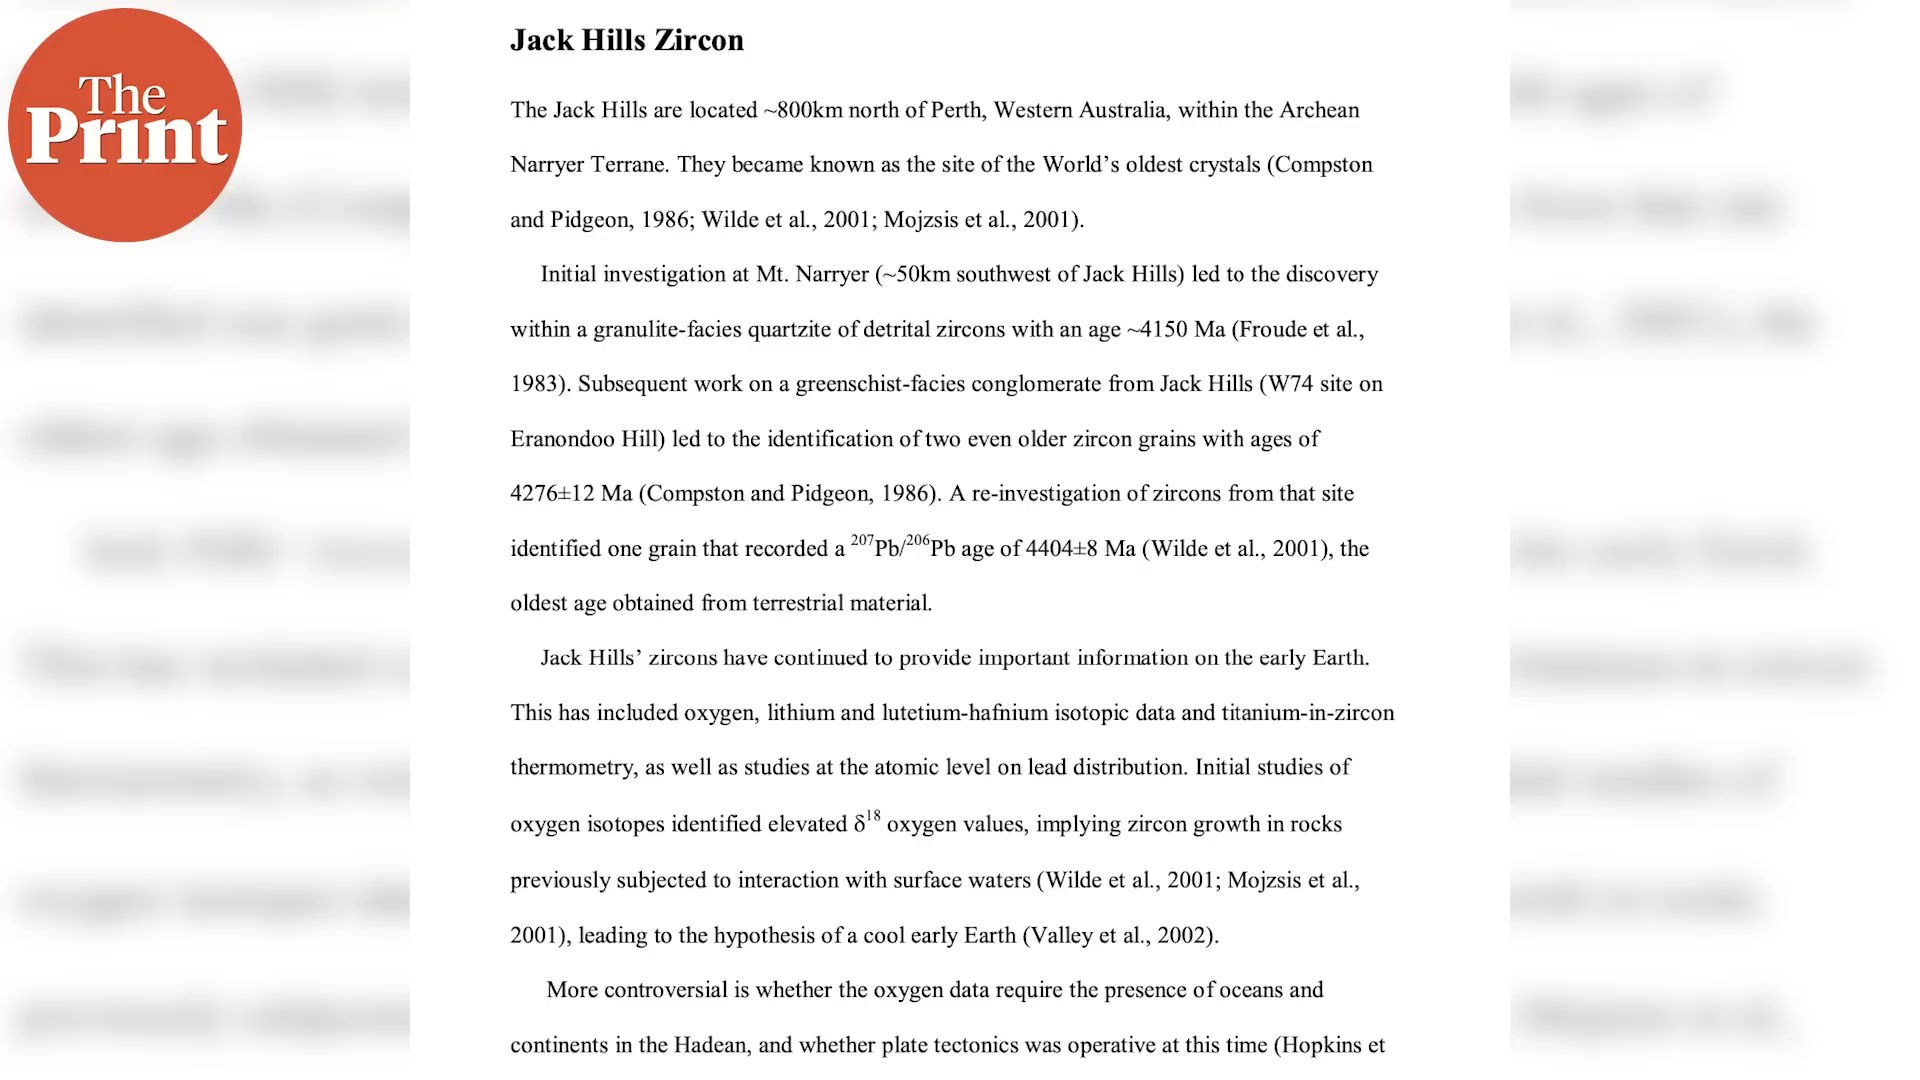 The
Print
Jack Hills Zircon
The Jack Hills are located ~800km north of Perth, Western Australia, within the Archean
Narryer Terrane. They became known as the site of the World’s oldest crystals (Compston
and Pidgeon, 1986; Wilde et al., 2001; Mojzsis et al., 2001).
Initial investigation at Mt. Narryer (~50km southwest of Jack Hills) led to the discovery
within a granulite-facies quartzite of detrital zircons with an age ~4150 Ma (Froude et al.,
1983). Subsequent work on a greenschist-facies conglomerate from Jack Hills (W74 site on
Eranondoo Hill) led to the identification of two even older zircon grains with ages of
4276±12 Ma (Compston and Pidgeon, 1986). A re-investigation of zircons from that site
identified one grain that recorded a ²⁰⁷Pb/²⁰⁶Pb age of 4404±8 Ma (Wilde et al., 2001), the
oldest age obtained from terrestrial material.
Jack Hills’ zircons have continued to provide important information on the early Earth.
This has included oxygen, lithium and lutetium-hafnium isotopic data and titanium-in-zircon
thermometry, as well as studies at the atomic level on lead distribution. Initial studies of
oxygen isotopes identified elevated δ¹⁸ oxygen values, implying zircon growth in rocks
previously subjected to interaction with surface waters (Wilde et al., 2001; Mojzsis et al.,
2001), leading to the hypothesis of a cool early Earth (Valley et al., 2002).
More controversial is whether the oxygen data require the presence of oceans and
continents in the Hadean, and whether plate tectonics was operative at this time (Hopkins et